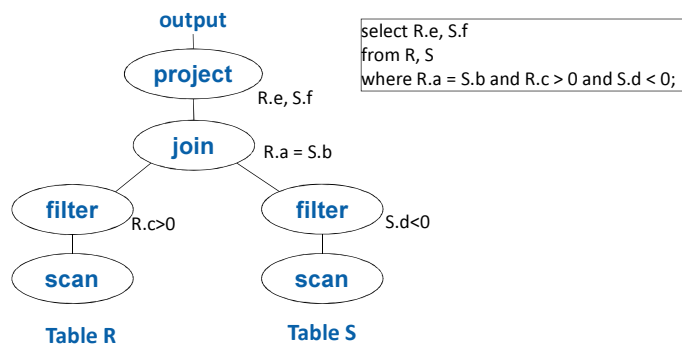 output
select R.e, S.f
from R, S
where R.a = S.b and R.c > 0 and S.d < 0;
project
R.e, S.f
join
R.a = S.b
filter
R.c>0
filter
S.d<0
scan
scan
Table R
Table S